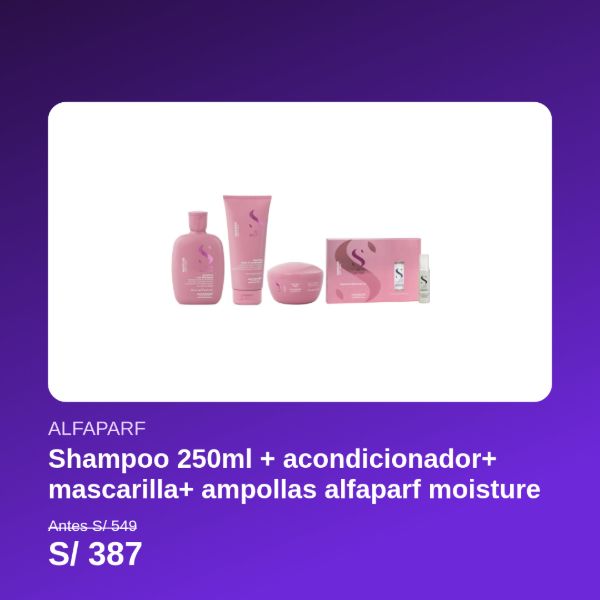 ALFAPARF
Shampoo 250ml + acondicionador+
mascarilla+ ampollas alfaparf moisture
Antes S/ 549
S/ 387